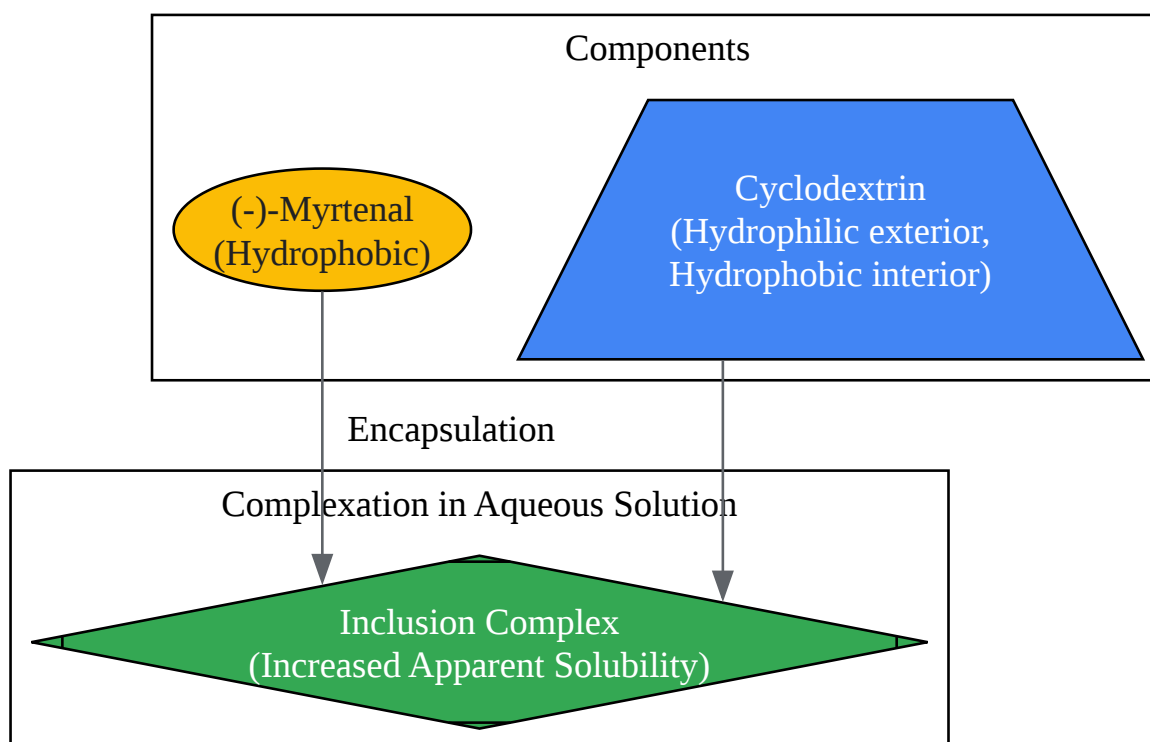 Components
(-)-Myrtenal
(Hydrophobic)
Cyclodextrin
(Hydrophilic exterior,
Hydrophobic interior)
Encapsulation
Complexation in Aqueous Solution
Inclusion Complex
(Increased Apparent Solubility)